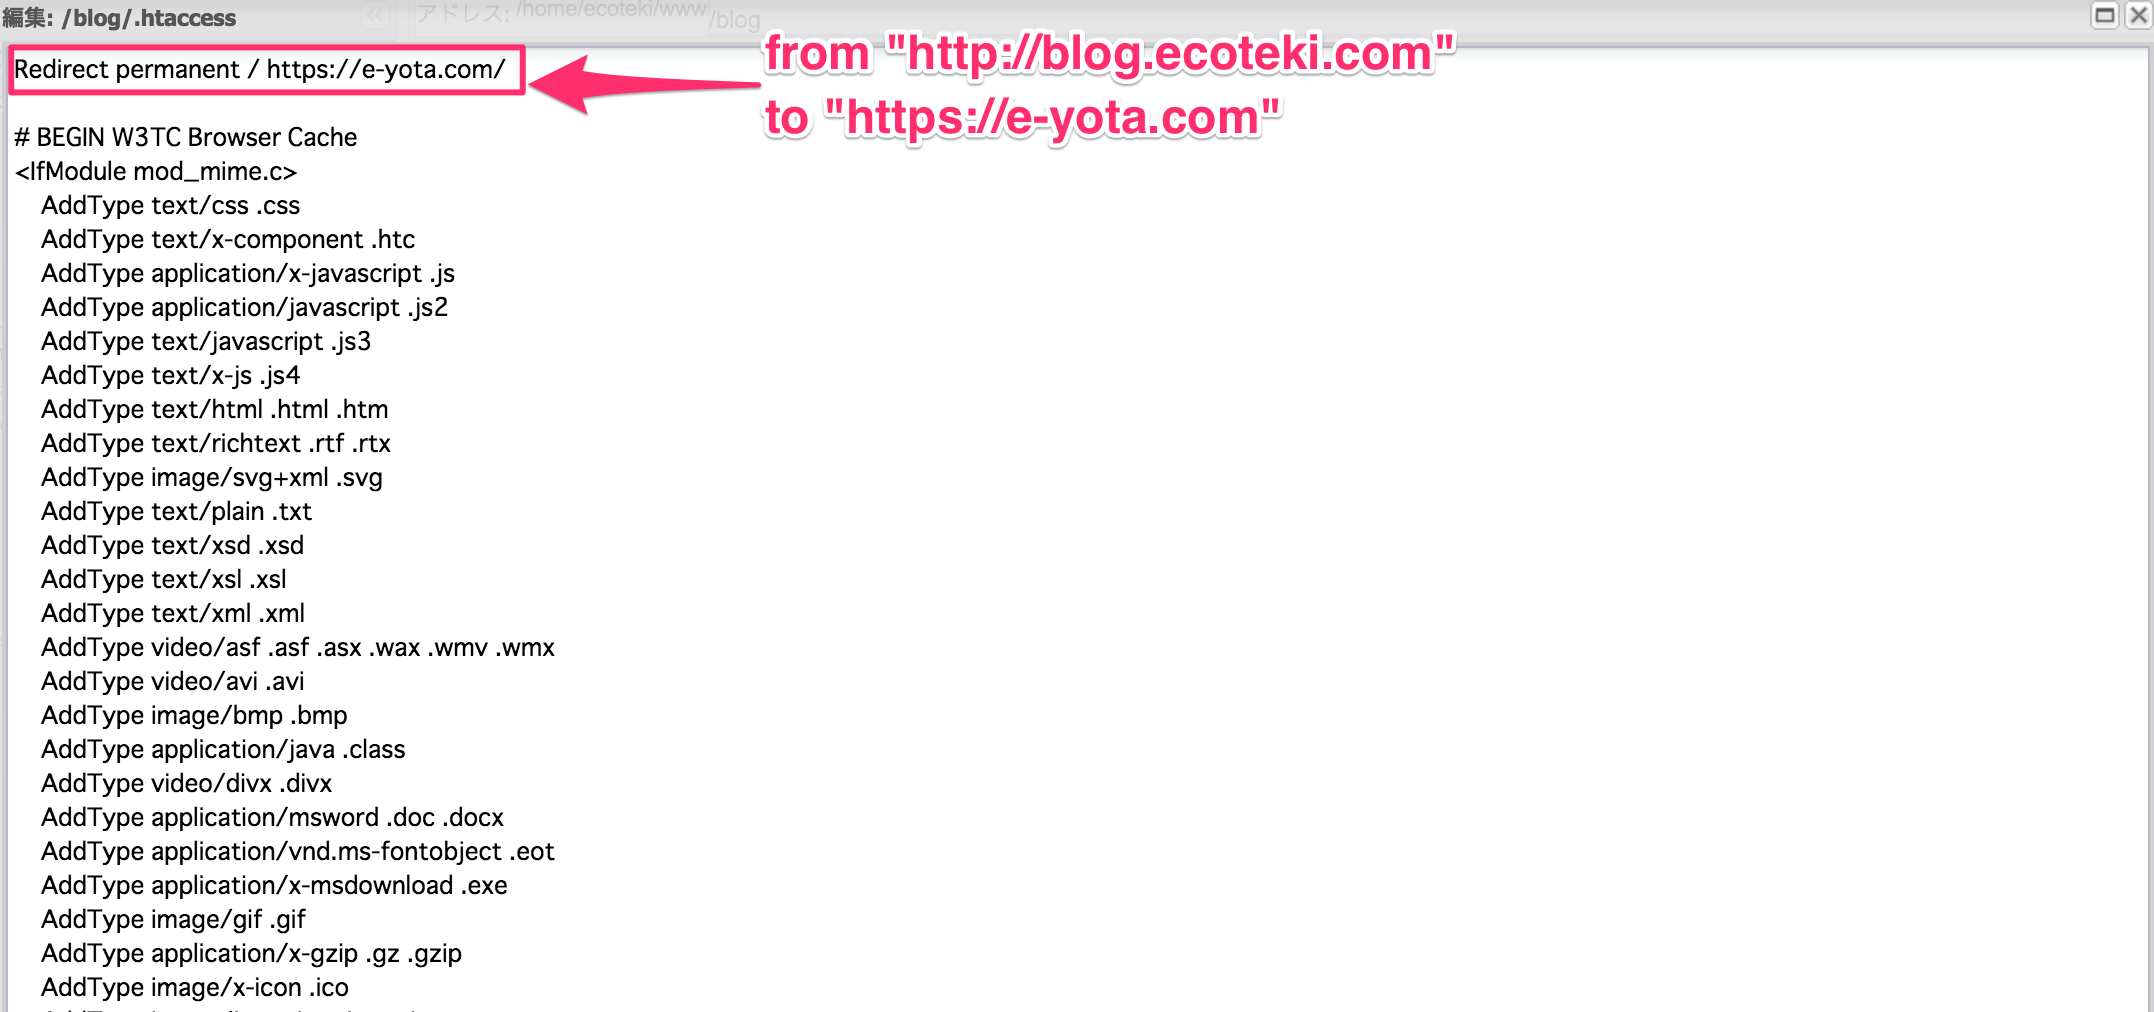 編集: /blog/.htaccess
アドレス: /home/ecoteki/www/blog
Redirect permanent / https://e-yota.com/
from "http://blog.ecoteki.com"
to "https://e-yota.com"
# BEGIN W3TC Browser Cache
<IfModule mod_mime.c>
AddType text/css .css
AddType text/x-component .htc
AddType application/x-javascript .js
AddType application/javascript .js2
AddType text/javascript .js3
AddType text/x-js .js4
AddType text/html .html .htm
AddType text/richtext .rtf .rtx
AddType image/svg+xml .svg
AddType text/plain .txt
AddType text/xsd .xsd
AddType text/xsl .xsl
AddType text/xml .xml
AddType video/asf .asf .asx .wax .wmv .wmx
AddType video/avi .avi
AddType image/bmp .bmp
AddType application/java .class
AddType video/divx .divx
AddType application/msword .doc .docx
AddType application/vnd.ms-fontobject .eot
AddType application/x-msdownload .exe
AddType image/gif .gif
AddType application/x-gzip .gz .gzip
AddType image/x-icon .ico